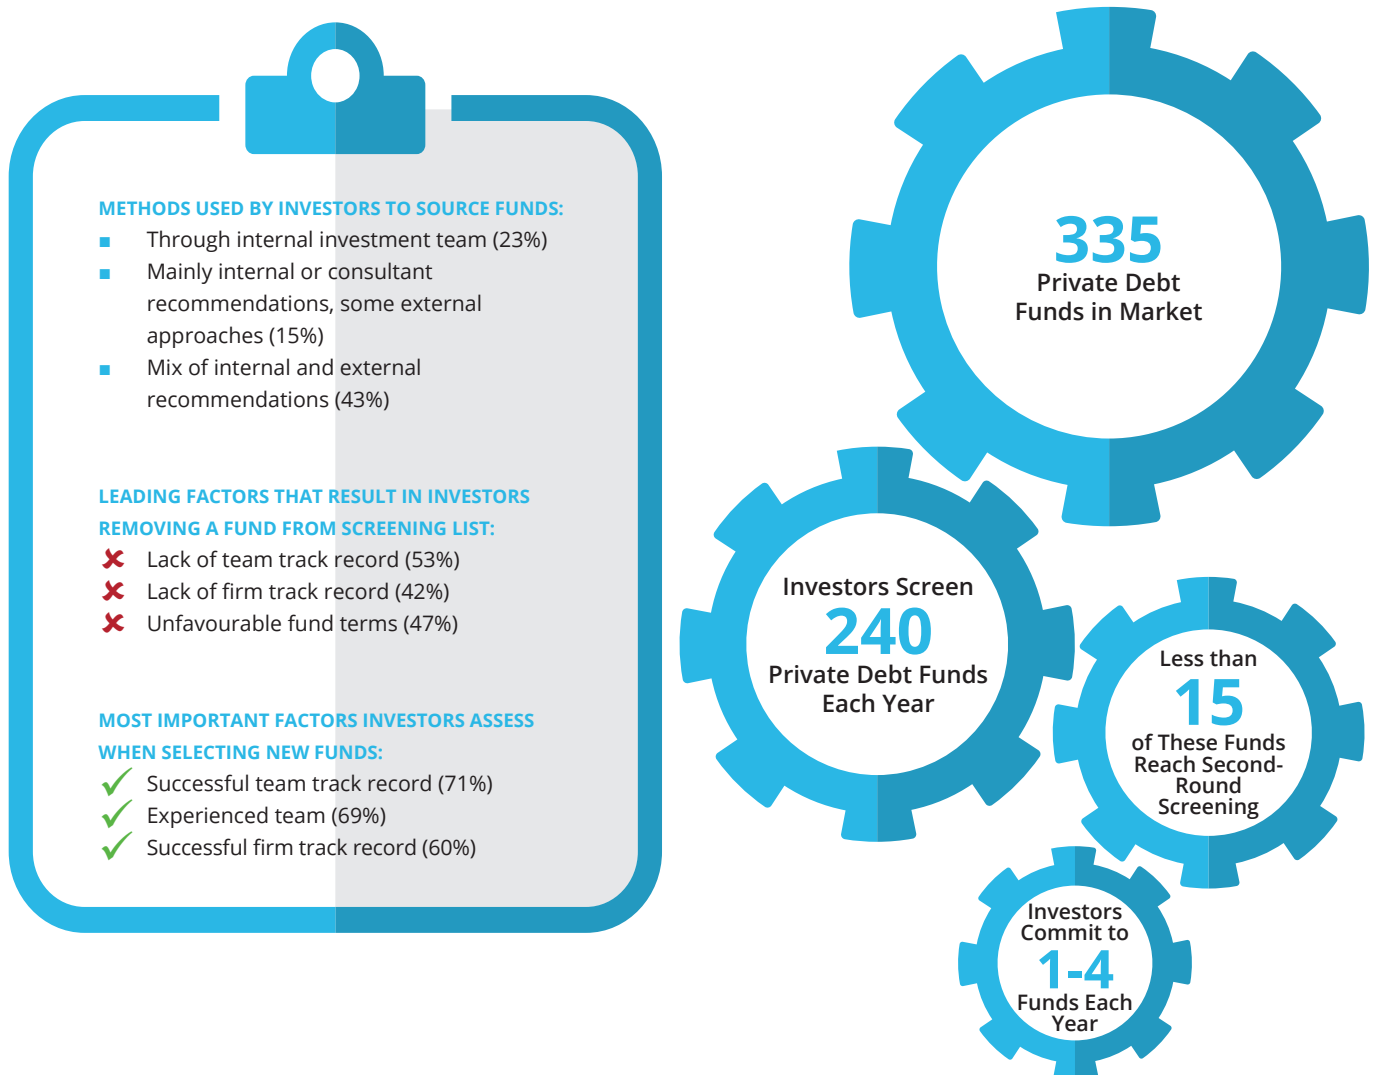 METHODS USED BY INVESTORS TO SOURCE FUNDS:
Through internal investment team (23%)
Mainly internal or consultant
recommendations, some external
approaches (15%)
Mix of internal and external
recommendations (43%)
LEADING FACTORS THAT RESULT IN INVESTORS
REMOVING A FUND FROM SCREENING LIST:
Lack of team track record (53%)
Lack of firm track record (42%)
Unfavourable fund terms (47%)
MOST IMPORTANT FACTORS INVESTORS ASSESS
WHEN SELECTING NEW FUNDS:
Successful team track record (71%)
Experienced team (69%)
Successful firm track record (60%)
335
Private Debt
Funds in Market
Investors Screen
240
Private Debt Funds
Each Year
Less than
15
of These Funds
Reach Second-
Round
Screening
Investors
Commit to
1-4
Funds Each
Year